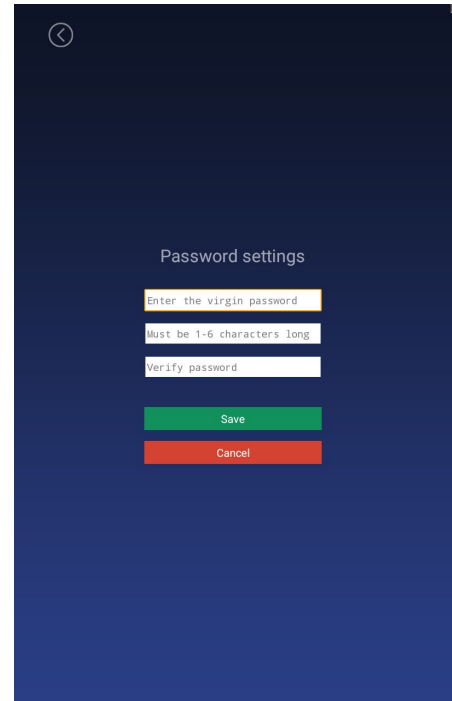 Password settings
Enter the virgin password
Must be 1-6 characters long
Verify password
Save
Cancel